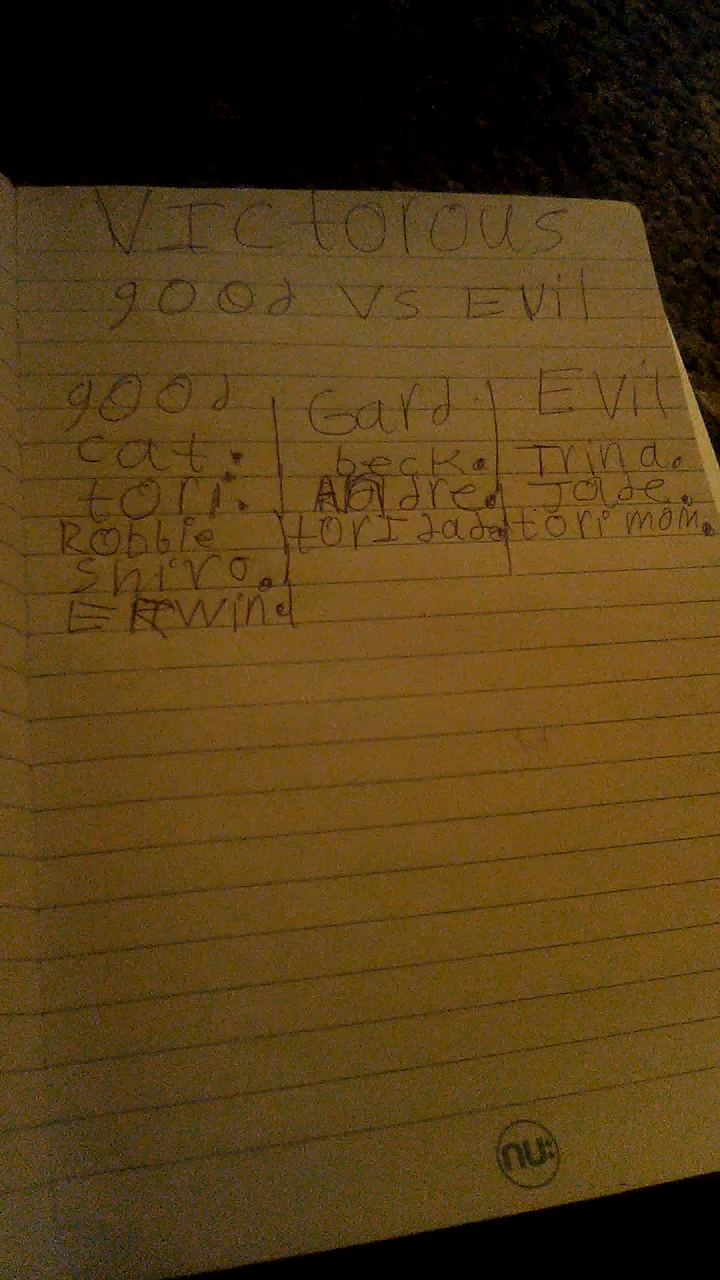 VIctorous
good VS EVil
good Gard. EVil
cat. beck. Trina.
tori. Andre. Jade.
Robbie torI dad. tori mom.
Shiro.
ERwin.
nu: